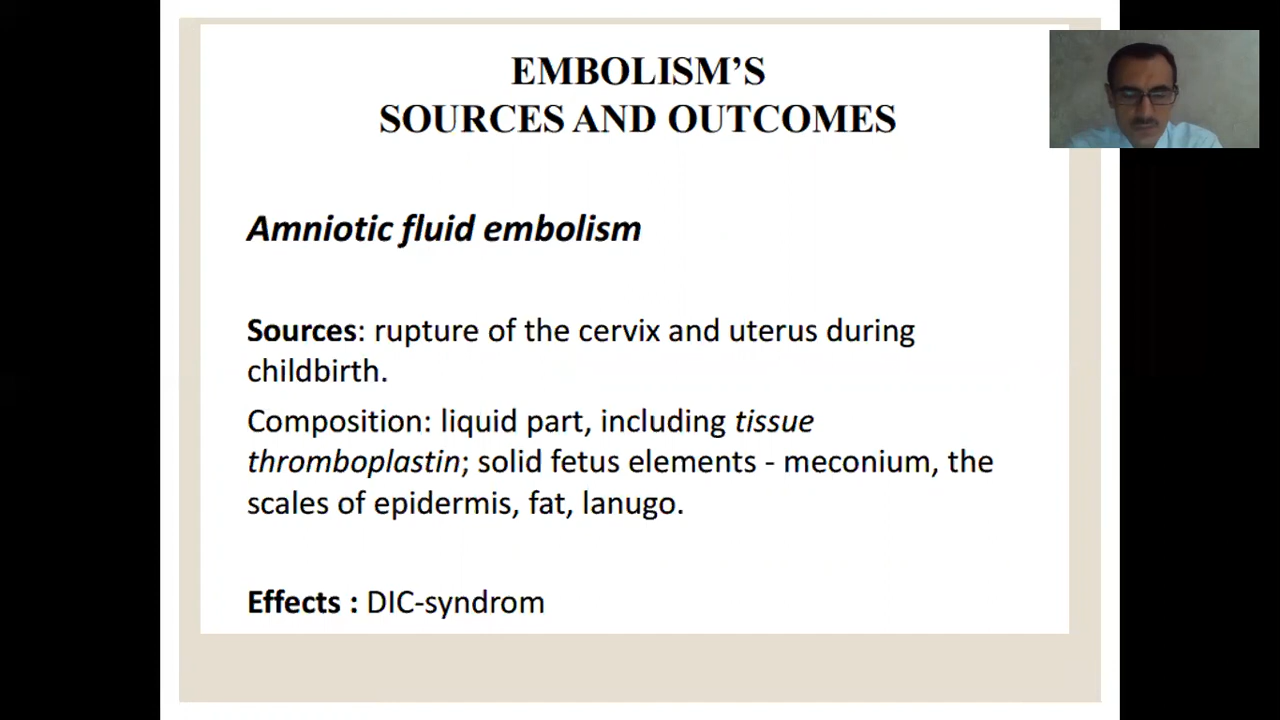 EMBOLISM’S
SOURCES AND OUTCOMES
Amniotic fluid embolism
Sources: rupture of the cervix and uterus during
childbirth.
Composition: liquid part, including tissue
thromboplastin; solid fetus elements - meconium, the
scales of epidermis, fat, lanugo.
Effects : DIC-syndrom